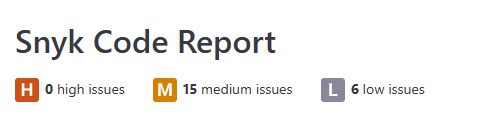 Snyk Code Report
H 0 high issues M 15 medium issues L 6 low issues